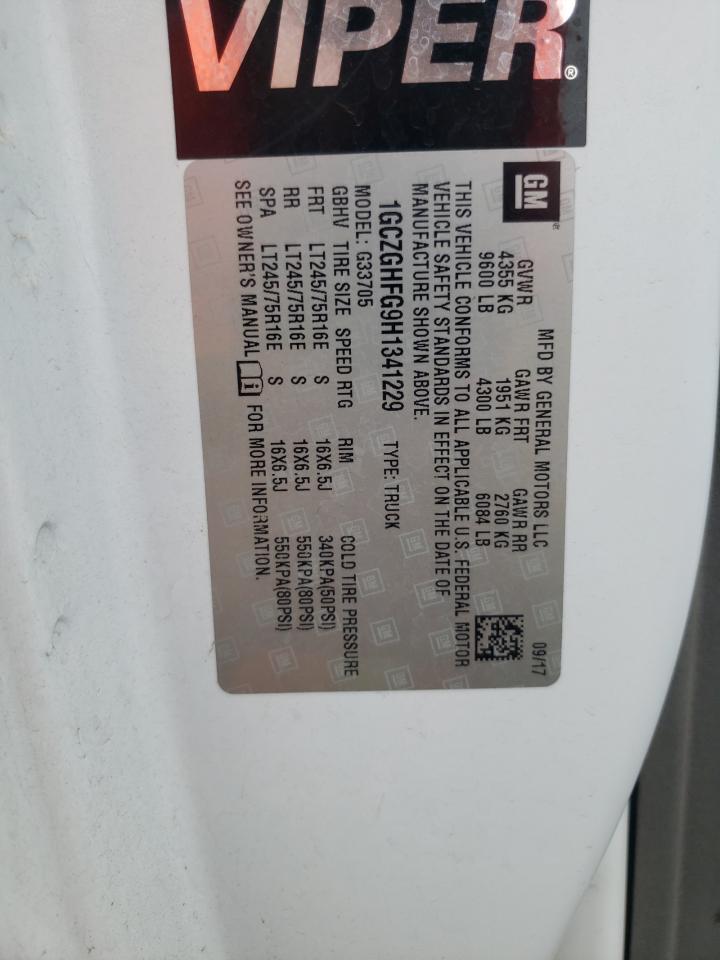 VIPER®
GM®
MFD BY GENERAL MOTORS LLC 09/17
GVWR GAWR FRT GAWR RR
4355 KG 1951 KG 2760 KG
9600 LB 4300 LB 6084 LB
THIS VEHICLE CONFORMS TO ALL APPLICABLE U.S. FEDERAL MOTOR
VEHICLE SAFETY STANDARDS IN EFFECT ON THE DATE OF
MANUFACTURE SHOWN ABOVE.
1GCZGHFG9H1341229 TYPE: TRUCK
MODEL: G33705
GBHV TIRE SIZE SPEED RTG RIM COLD TIRE PRESSURE
FRT LT245/75R16E S 16X6.5J 340KPA(50PSI)
RR LT245/75R16E S 16X6.5J 550KPA(80PSI)
SPA LT245/75R16E S 16X6.5J 550KPA(80PSI)
SEE OWNER'S MANUAL FOR MORE INFORMATION.